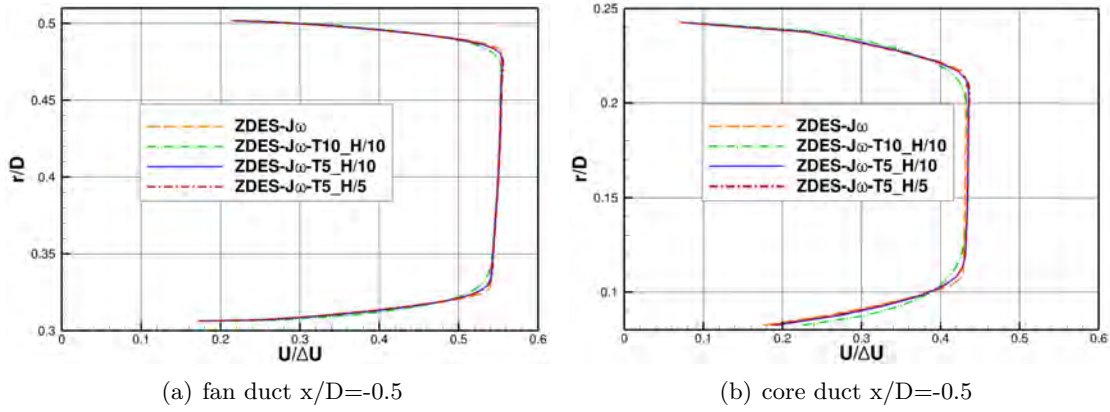 0.5
0.45
0.4
0.35
0.3
r/D
ZDES-Jω
ZDES-Jω-T10_H/10
ZDES-Jω-T5_H/10
ZDES-Jω-T5_H/5
0 0.1 0.2 0.3 0.4 0.5 0.6
U/ΔU
(a) fan duct x/D=-0.5
0.25
0.2
0.15
0.1
r/D
ZDES-Jω
ZDES-Jω-T10_H/10
ZDES-Jω-T5_H/10
ZDES-Jω-T5_H/5
0 0.1 0.2 0.3 0.4 0.5 0.6
U/ΔU
(b) core duct x/D=-0.5